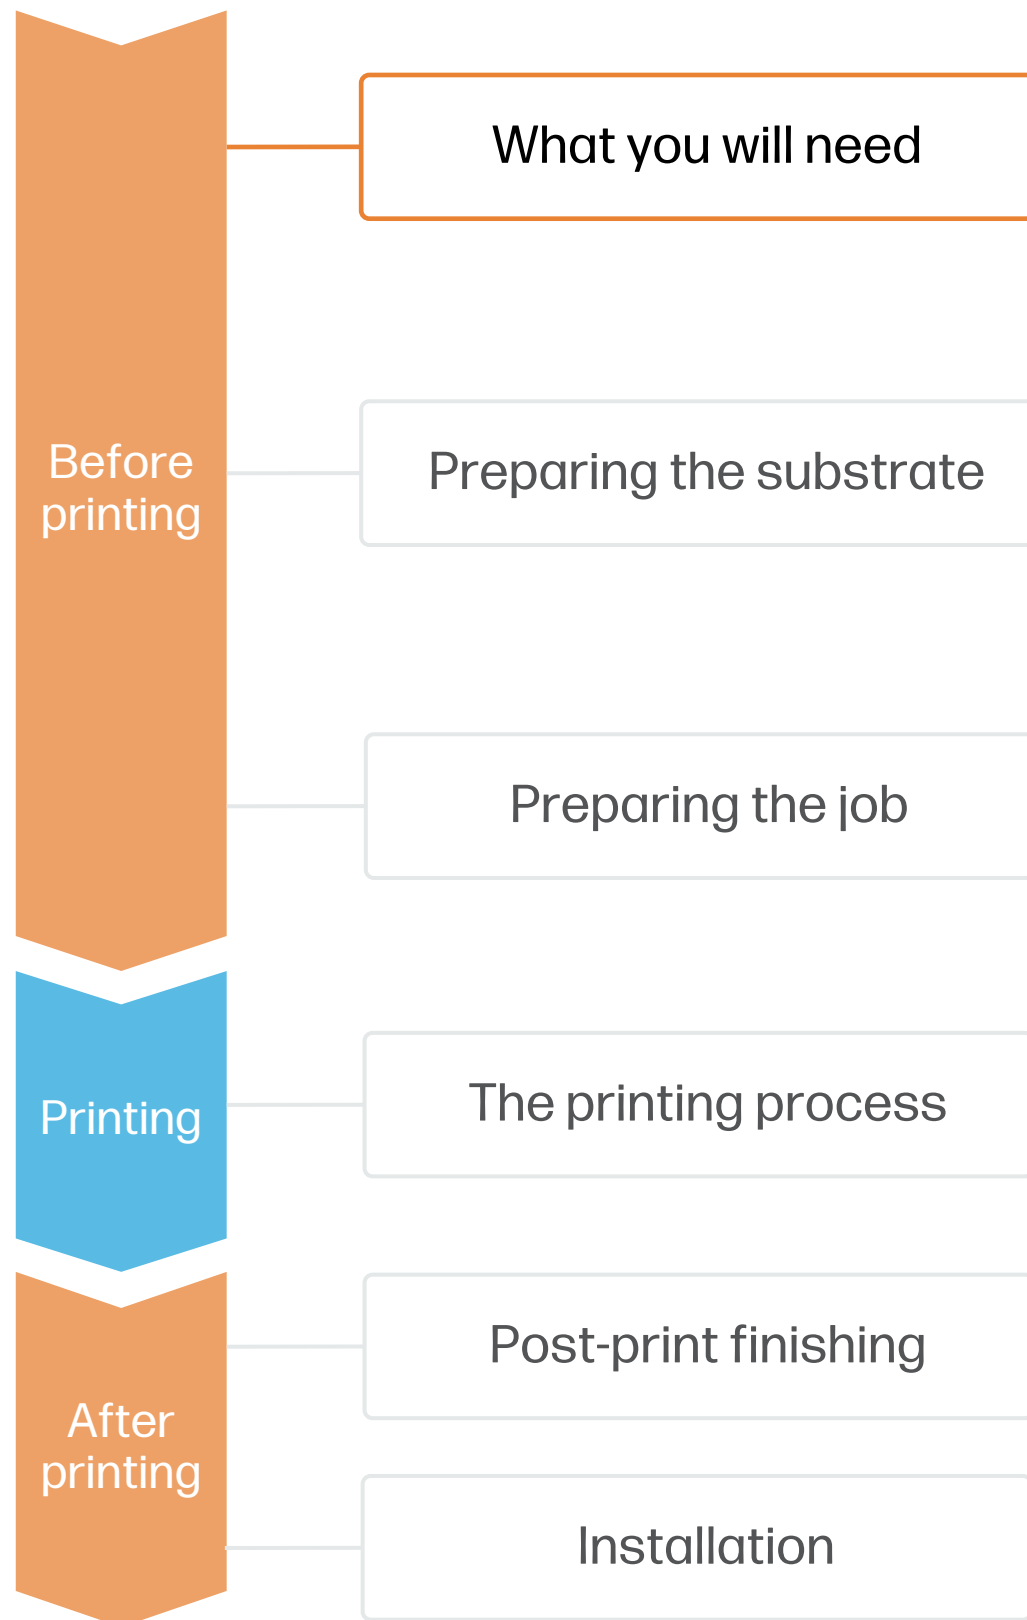 What you will need
Before
printing
Preparing the substrate
Preparing the job
Printing
The printing process
After
printing
Post-print finishing
Installation